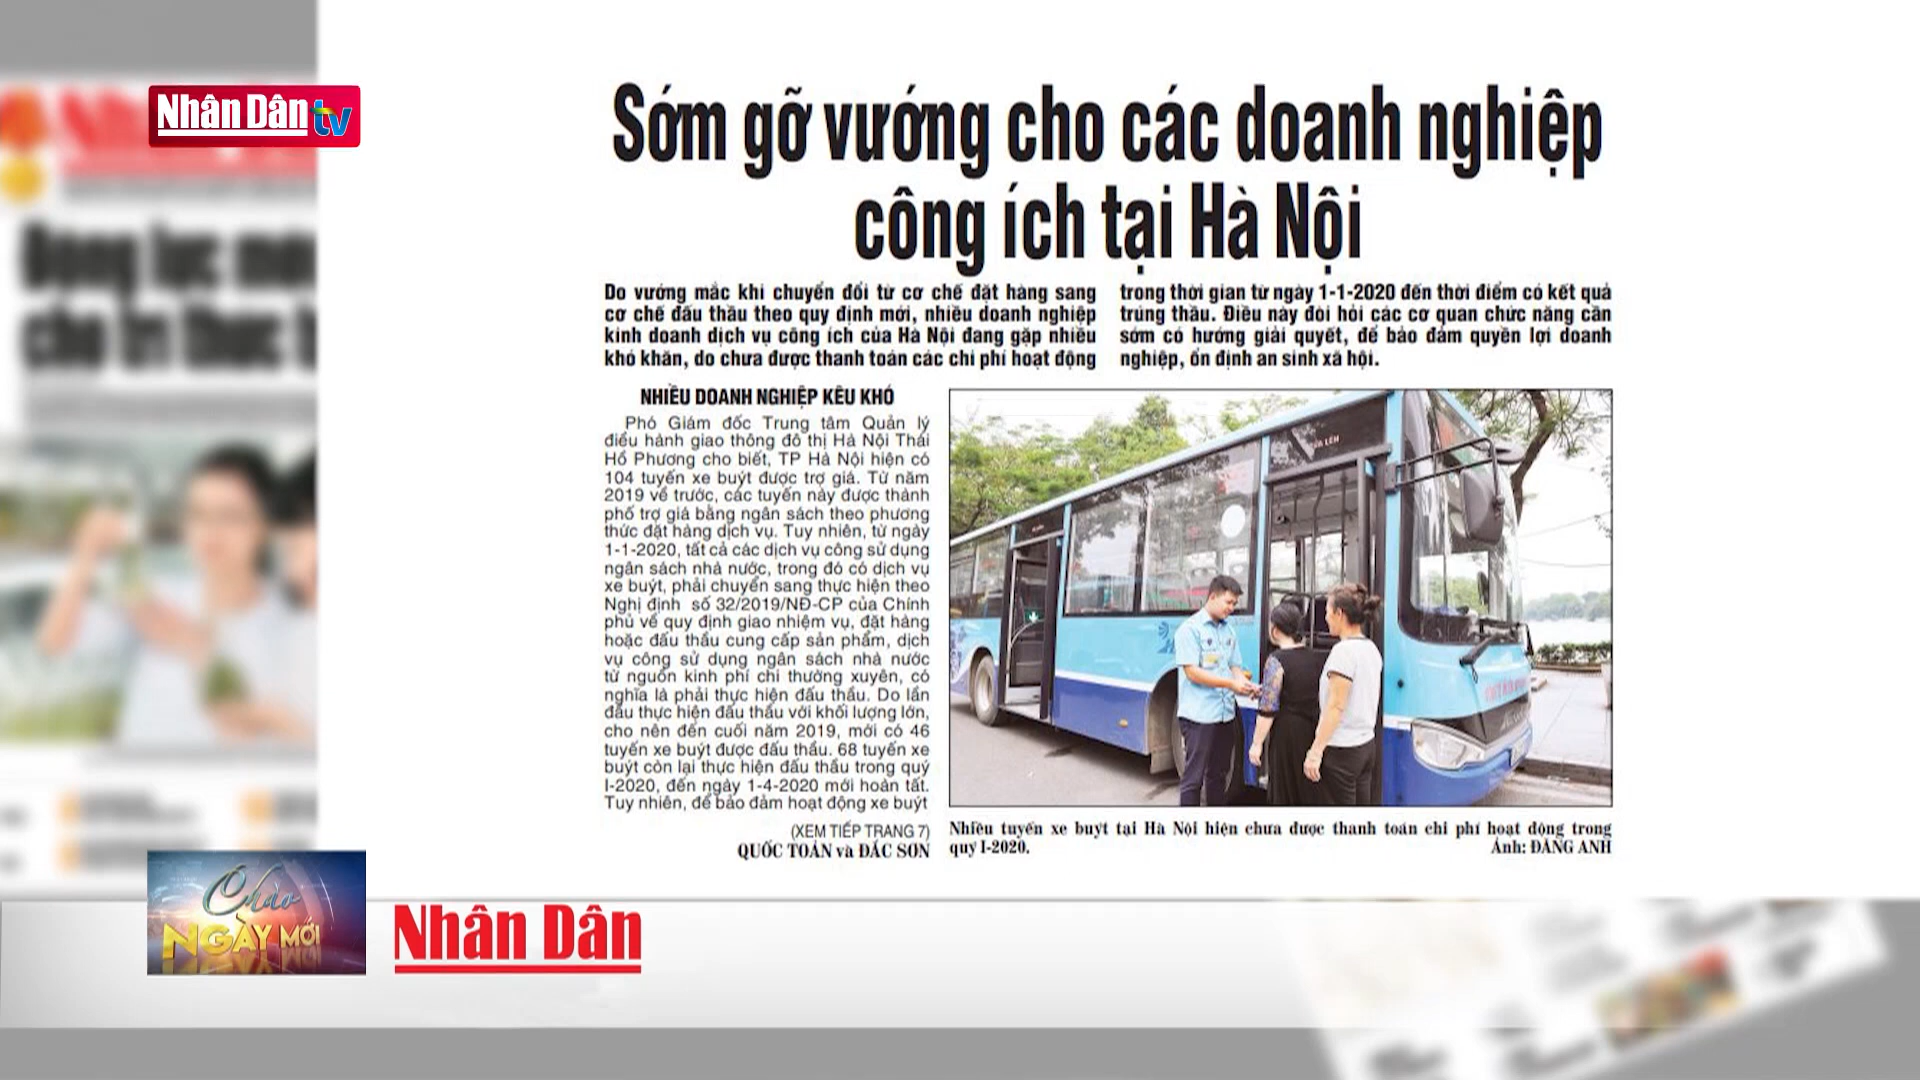 Nhân Dân tv
Sớm gỡ vướng cho các doanh nghiệp
công ích tại Hà Nội
Do vướng mắc khi chuyển đổi từ cơ chế đặt hàng sang
cơ chế đấu thầu theo quy định mới, nhiều doanh nghiệp
kinh doanh dịch vụ công ích của Hà Nội đang gặp nhiều
khó khăn, do chưa được thanh toán các chi phí hoạt động
trong thời gian từ ngày 1-1-2020 đến thời điểm có kết quả
trúng thầu. Điều này đòi hỏi các cơ quan chức năng cần
sớm có hướng giải quyết, để bảo đảm quyền lợi doanh
nghiệp, ổn định an sinh xã hội.
NHIỀU DOANH NGHIỆP KÊU KHÓ
Phó Giám đốc Trung tâm Quản lý
điều hành giao thông đô thị Hà Nội Thái
Hồ Phương cho biết, TP Hà Nội hiện có
104 tuyến xe buýt được trợ giá. Từ năm
2019 về trước, các tuyến này được thành
phố trợ giá bằng ngân sách theo phương
thức đặt hàng dịch vụ. Tuy nhiên, từ ngày
1-1-2020, tất cả các dịch vụ công sử dụng
ngân sách nhà nước, trong đó có dịch vụ
xe buýt, phải chuyển sang thực hiện theo
Nghị định số 32/2019/NĐ-CP của Chính
phủ về quy định giao nhiệm vụ, đặt hàng
hoặc đấu thầu cung cấp sản phẩm, dịch
vụ công sử dụng ngân sách nhà nước
từ nguồn kinh phí chi thường xuyên, có
nghĩa là phải thực hiện đấu thầu. Do lần
đầu thực hiện đấu thầu với khối lượng lớn,
cho nên đến cuối năm 2019, mới có 46
tuyến xe buýt được đấu thầu. 68 tuyến xe
buýt còn lại thực hiện đấu thầu trong quý
I-2020, đến ngày 1-4-2020 mới hoàn tất.
Tuy nhiên, để bảo đảm hoạt động xe buýt
(XEM TIẾP TRANG 7)
QUỐC TOẢN và ĐẮC SƠN
CỬA LÊN
Nhiều tuyến xe buýt tại Hà Nội hiện chưa được thanh toán chi phí hoạt động trong
quý I-2020.
Ảnh: ĐĂNG ANH
Chào
NGÀY MỚI
Nhân Dân